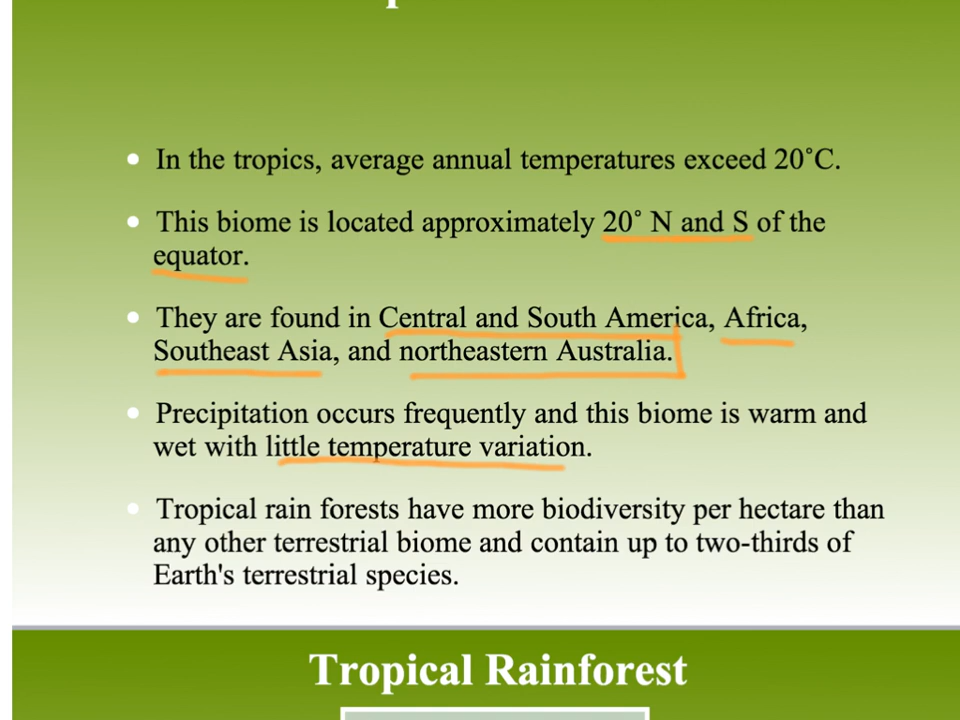 • In the tropics, average annual temperatures exceed 20˚C.
• This biome is located approximately 20˚ N and S of the
equator.
• They are found in Central and South America, Africa,
Southeast Asia, and northeastern Australia.
• Precipitation occurs frequently and this biome is warm and
wet with little temperature variation.
• Tropical rain forests have more biodiversity per hectare than
any other terrestrial biome and contain up to two-thirds of
Earth's terrestrial species.
Tropical Rainforest